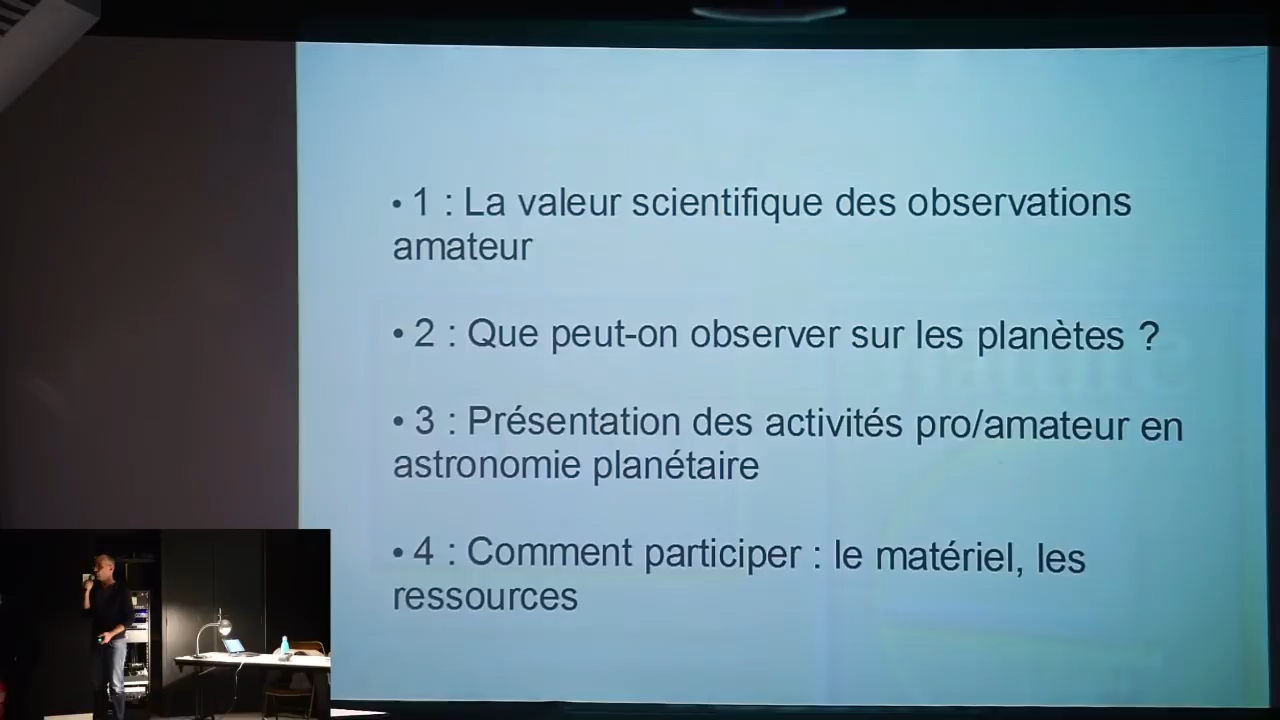 • 1 : La valeur scientifique des observations
amateur
• 2 : Que peut-on observer sur les planètes ?
• 3 : Présentation des activités pro/amateur en
astronomie planétaire
• 4 : Comment participer : le matériel, les
ressources